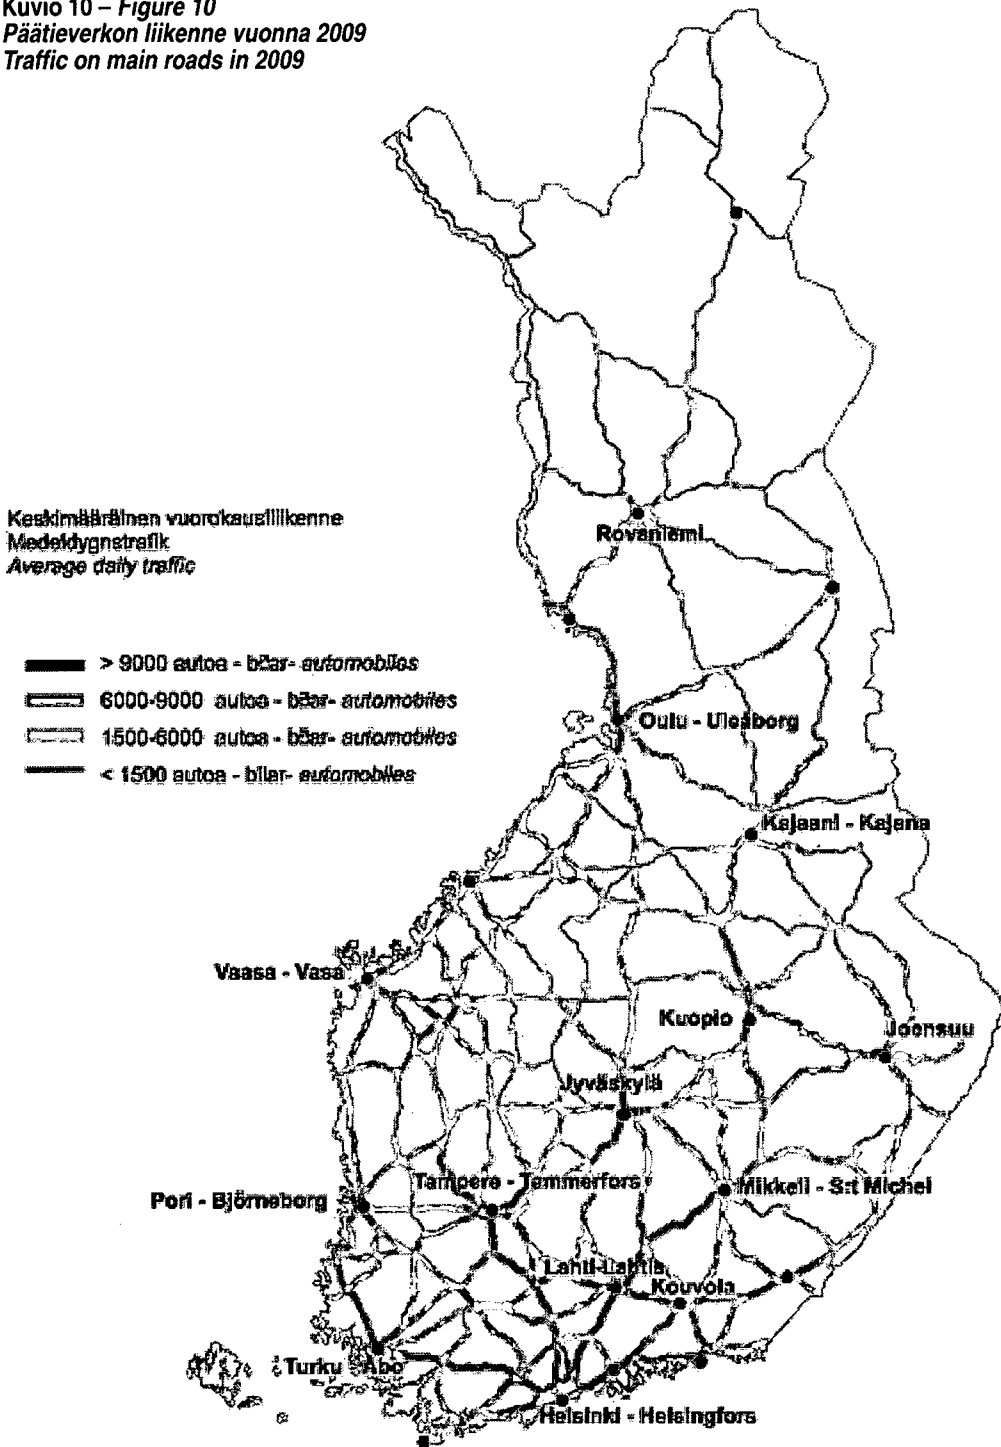 Kuvio 10 – Figure 10
Päätieverkon liikenne vuonna 2009
Traffic on main roads in 2009
Keskimääräinen vuorokausiliikenne
Medeldygnstrafik
Average daily traffic
> 9000 autoa - bilar- automobiles
6000-9000 autoa - bilar- automobiles
1500-6000 autoa - bilar- automobiles
< 1500 autoa - bilar- automobiles
Rovaniemi
Oulu - Uleåborg
Kajaani - Kajana
Vaasa - Vasa
Kuopio
Joensuu
Jyväskylä
Tampere - Tammerfors
Mikkeli - S:t Michel
Pori - Björneborg
Lahti-Lahtis
Kouvola
Turku - Åbo
Helsinki - Helsingfors